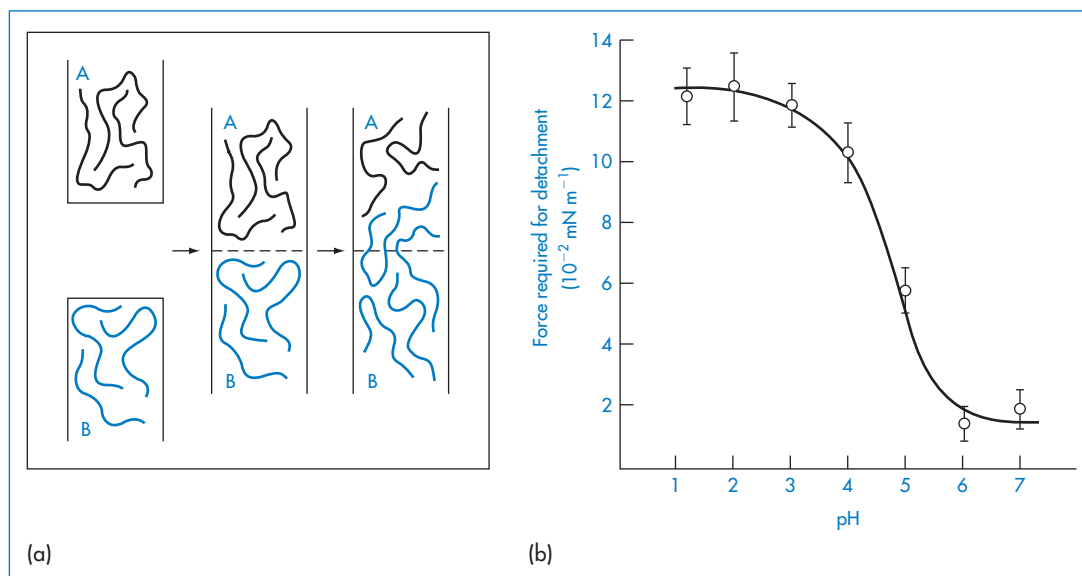 A
B
A
B
A
B
(a)
Force required for detachment
(10⁻² mN m⁻¹)
14
12
10
8
6
4
2
1 2 3 4 5 6 7
pH
(b)